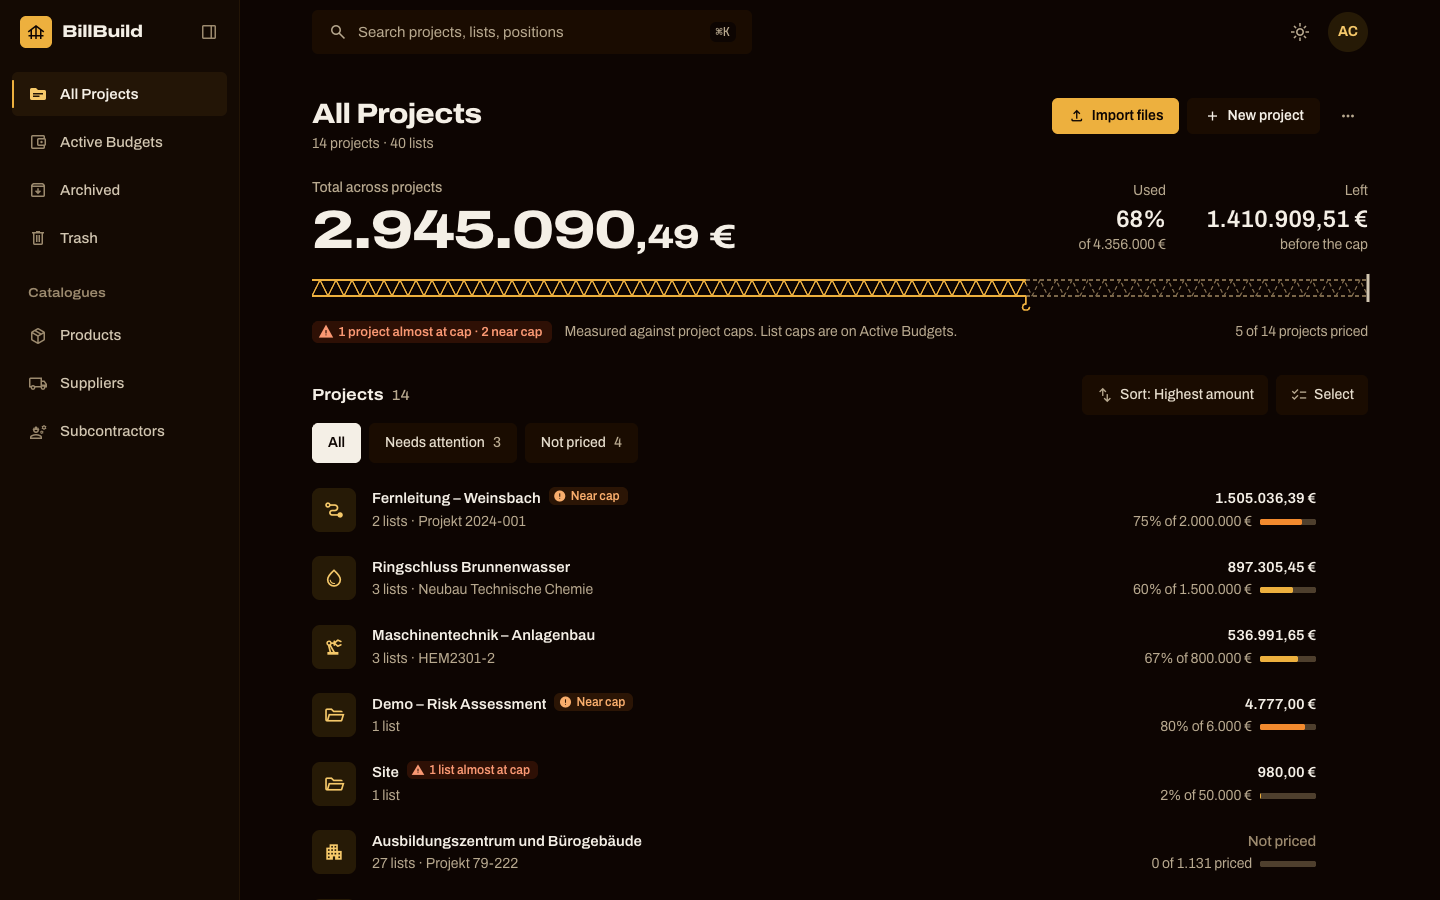 BillBuild
Search projects, lists, positions
⌘K
AC
All Projects
Active Budgets
Archived
Trash
Catalogues
Products
Suppliers
Subcontractors
All Projects
14 projects · 40 lists
Import files
New project
Total across projects
2.945.090,49 €
Used
68%
of 4.356.000 €
Left
1.410.909,51 €
before the cap
1 project almost at cap · 2 near cap
Measured against project caps. List caps are on Active Budgets.
5 of 14 projects priced
Projects 14
Sort: Highest amount
Select
All
Needs attention 3
Not priced 4
Fernleitung – Weinsbach Near cap
2 lists · Projekt 2024-001
1.505.036,39 €
75% of 2.000.000 €
Ringschluss Brunnenwasser
3 lists · Neubau Technische Chemie
897.305,45 €
60% of 1.500.000 €
Maschinentechnik – Anlagenbau
3 lists · HEM2301-2
536.991,65 €
67% of 800.000 €
Demo – Risk Assessment Near cap
1 list
4.777,00 €
80% of 6.000 €
Site 1 list almost at cap
1 list
980,00 €
2% of 50.000 €
Ausbildungszentrum und Bürogebäude
27 lists · Projekt 79-222
Not priced
0 of 1.131 priced